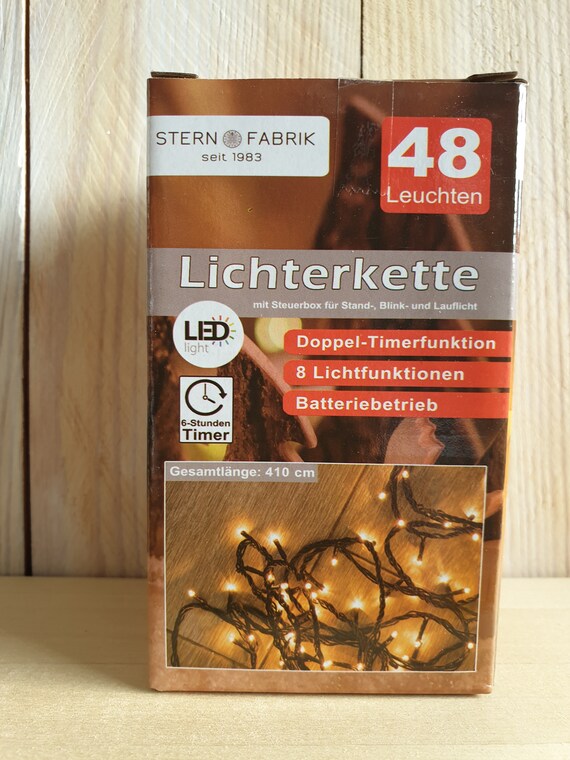 STERN FABRIK
seit 1983
48
Leuchten
Lichterkette
mit Steuerbox für Stand-, Blink- und Lauflicht
LED
light
Doppel-Timerfunktion
8 Lichtfunktionen
Batteriebetrieb
6-Stunden
Timer
Gesamtlänge: 410 cm